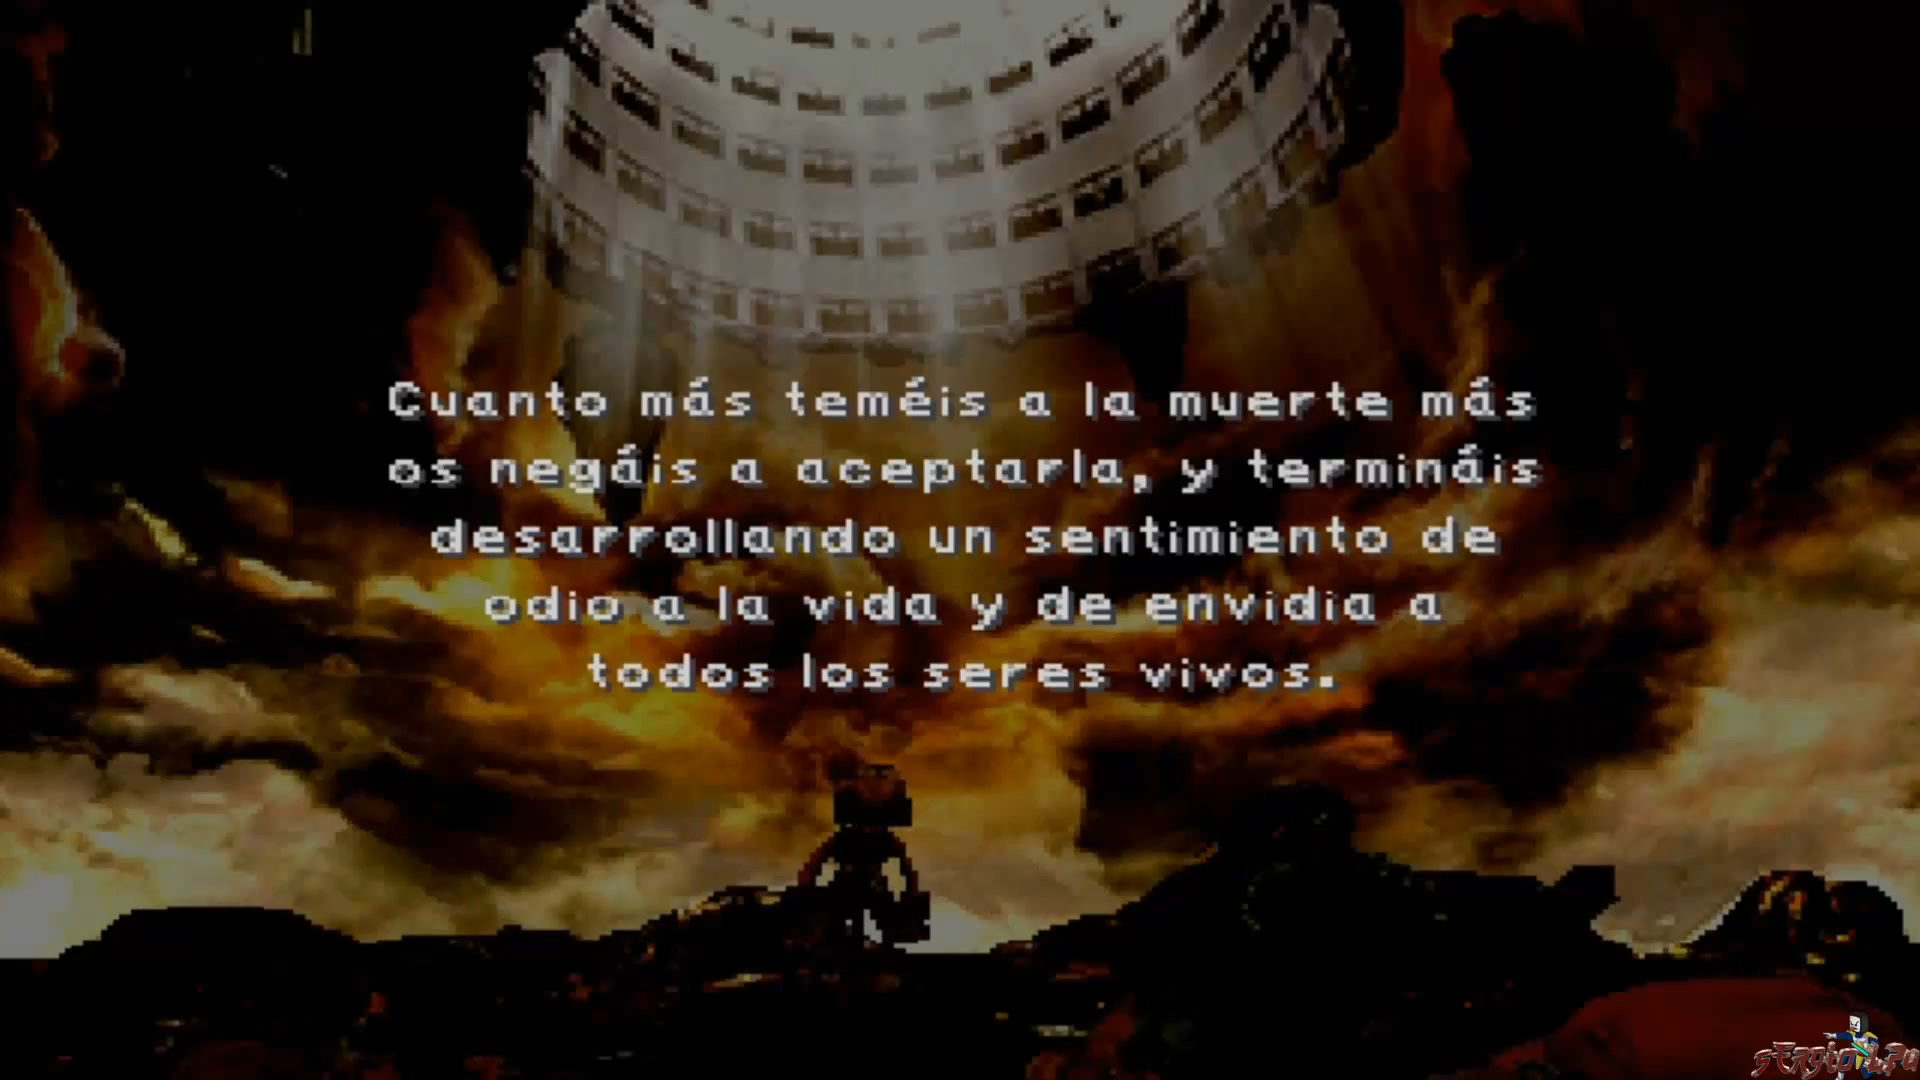 Cuanto más teméis a la muerte más
os negáis a aceptarla, y termináis
desarrollando un sentimiento de
odio a la vida y de envidia a
todos los seres vivos.